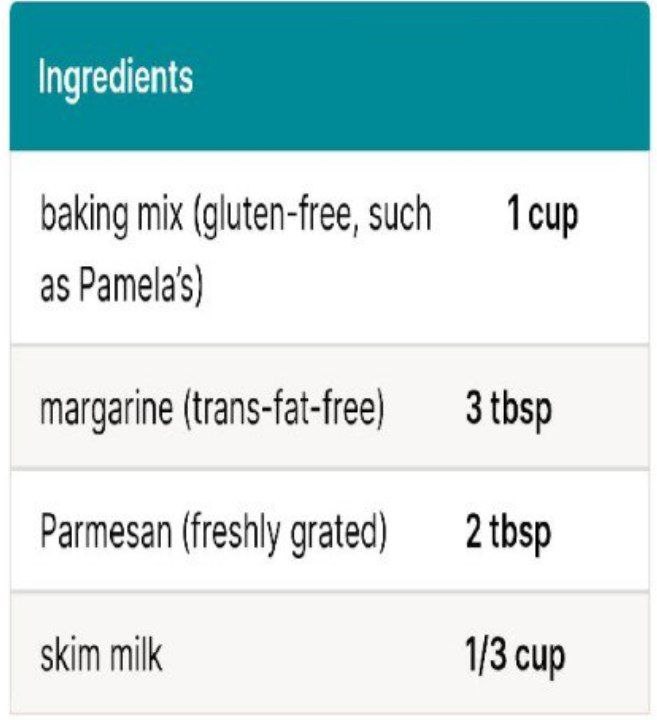 Ingredients
baking mix (gluten-free, such 1 cup
as Pamela's)
margarine (trans-fat-free) 3 tbsp
Parmesan (freshly grated) 2 tbsp
skim milk 1/3 cup